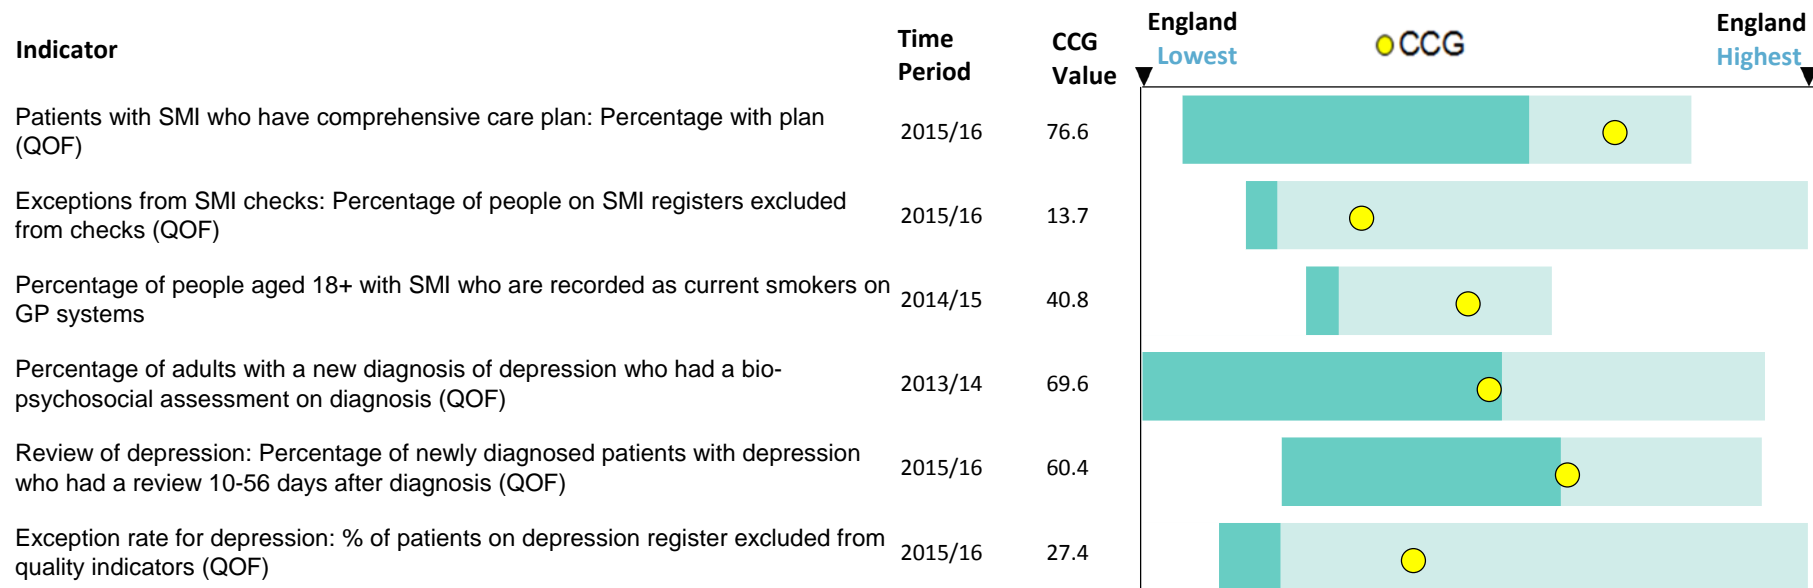 Indicator
Time
Period
CCG
Value
England
Lowest
CCG
England
Highest
Patients with SMI who have comprehensive care plan: Percentage with plan
(QOF)
2015/16
76.6
Exceptions from SMI checks: Percentage of people on SMI registers excluded
from checks (QOF)
2015/16
13.7
Percentage of people aged 18+ with SMI who are recorded as current smokers on
GP systems
2014/15
40.8
Percentage of adults with a new diagnosis of depression who had a bio-
psychosocial assessment on diagnosis (QOF)
2013/14
69.6
Review of depression: Percentage of newly diagnosed patients with depression
who had a review 10-56 days after diagnosis (QOF)
2015/16
60.4
Exception rate for depression: % of patients on depression register excluded from
quality indicators (QOF)
2015/16
27.4